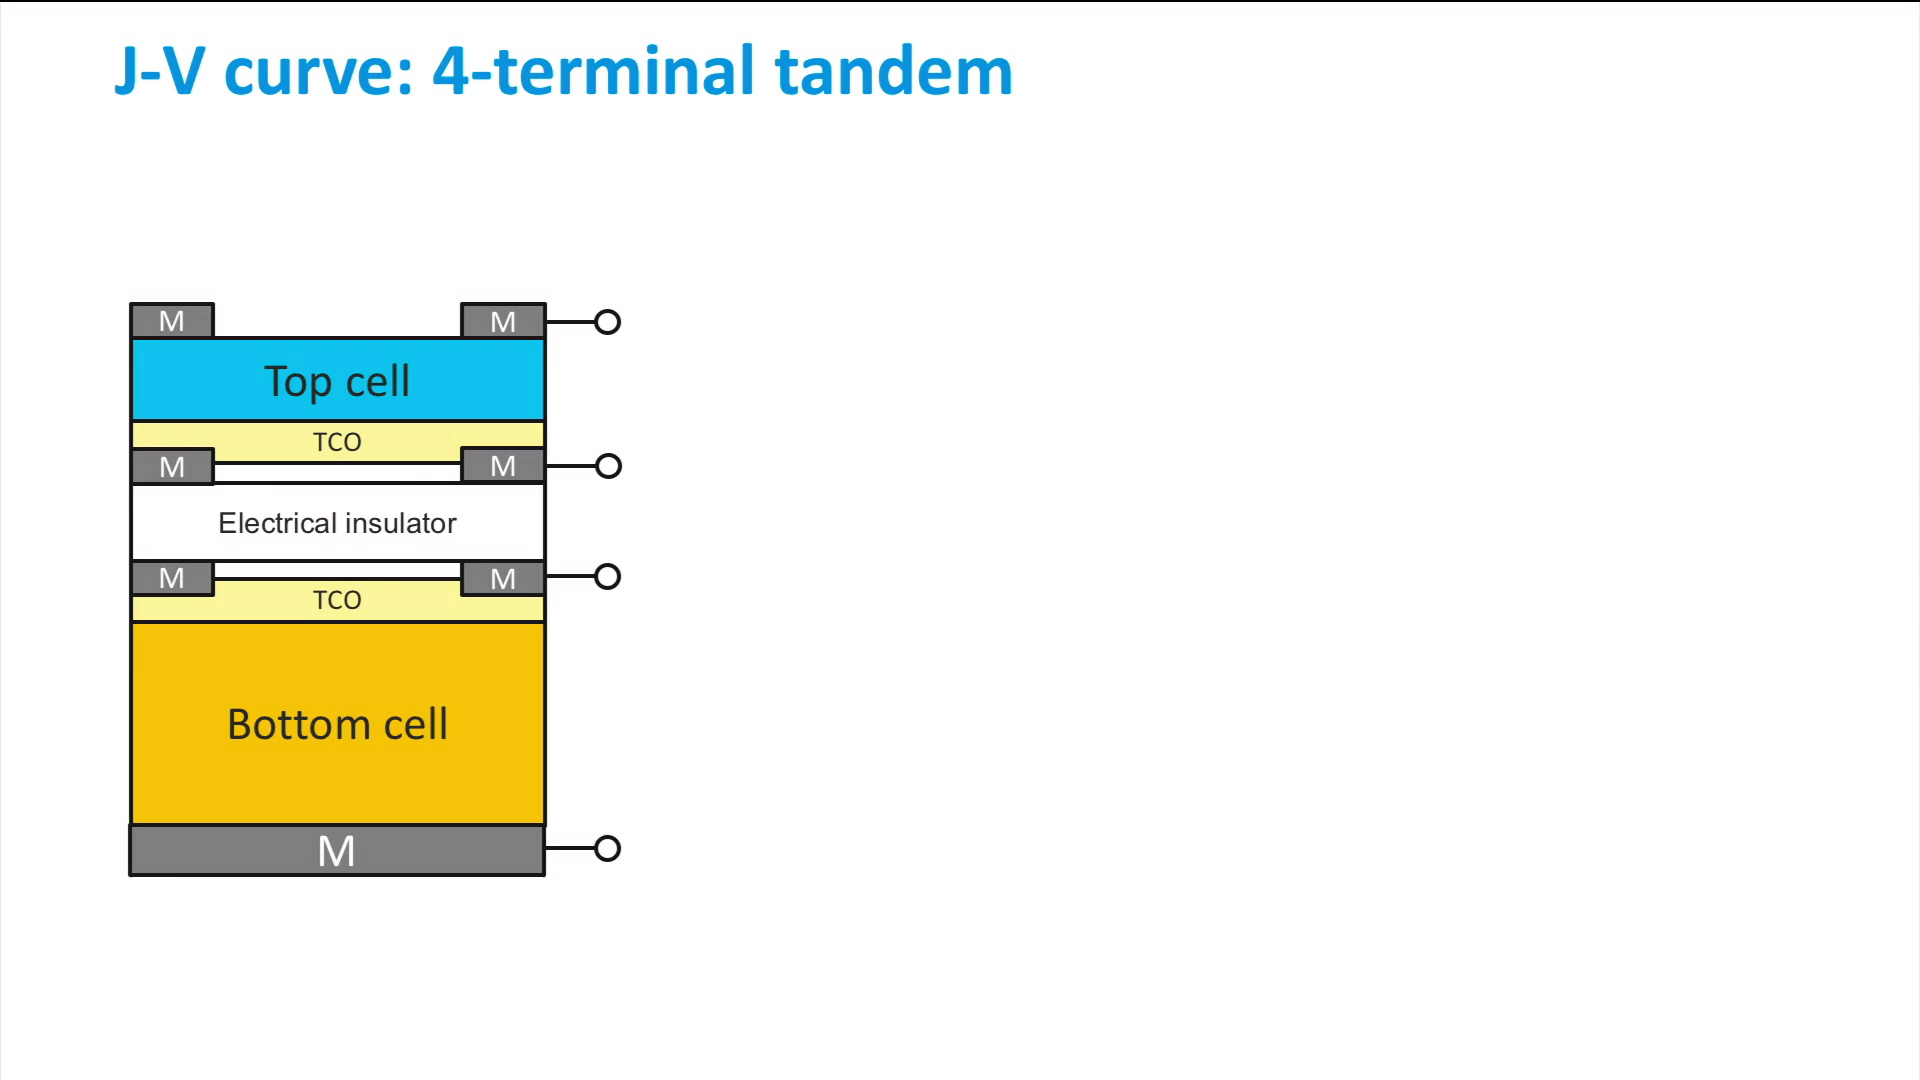 J-V curve: 4-terminal tandem
M M
Top cell
TCO
M M
Electrical insulator
M M
TCO
Bottom cell
M